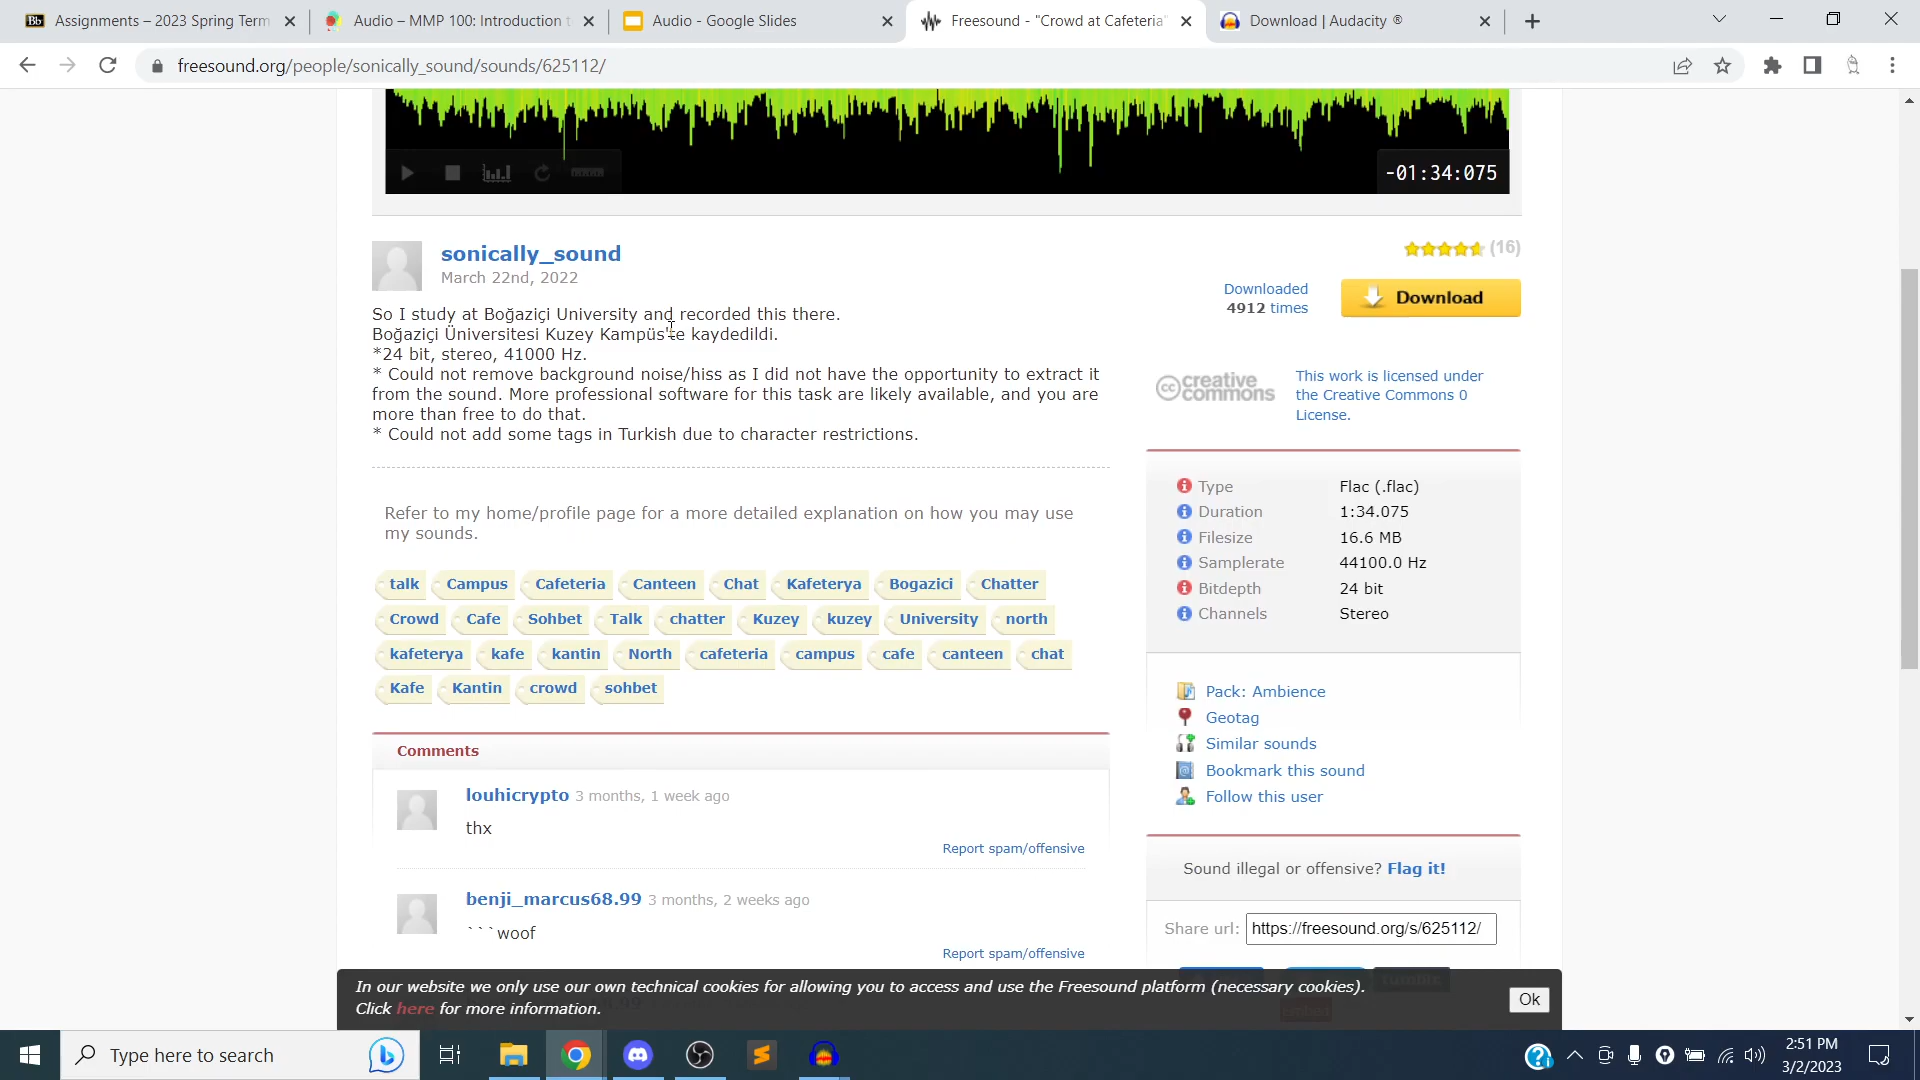 Assignments – 2023 Spring Term
Audio – MMP 100: Introduction t
Audio - Google Slides
Freesound - "Crowd at Cafeteria"
Download | Audacity ®
freesound.org/people/sonically_sound/sounds/625112/
-01:34:075
sonically_sound
March 22nd, 2022
(16)
Downloaded
4912 times
Download
So I study at Boğaziçi University and recorded this there.
Boğaziçi Üniversitesi Kuzey Kampüs'te kaydedildi.
*24 bit, stereo, 41000 Hz.
* Could not remove background noise/hiss as I did not have the opportunity to extract it
from the sound. More professional software for this task are likely available, and you are
more than free to do that.
* Could not add some tags in Turkish due to character restrictions.
cc creative commons
This work is licensed under
the Creative Commons 0
License.
Refer to my home/profile page for a more detailed explanation on how you may use
my sounds.
Type Flac (.flac)
Duration 1:34.075
Filesize 16.6 MB
Samplerate 44100.0 Hz
Bitdepth 24 bit
Channels Stereo
talk Campus Cafeteria Canteen Chat Kafeterya Bogazici Chatter
Crowd Cafe Sohbet Talk chatter Kuzey kuzey University north
kafeterya kafe kantin North cafeteria campus cafe canteen chat
Kafe Kantin crowd sohbet
Pack: Ambience
Geotag
Similar sounds
Bookmark this sound
Follow this user
Comments
louhicrypto 3 months, 1 week ago
thx
Report spam/offensive
benji_marcus68.99 3 months, 2 weeks ago
```woof
Report spam/offensive
Sound illegal or offensive? Flag it!
Share url: https://freesound.org/s/625112/
In our website we only use our own technical cookies for allowing you to access and use the Freesound platform (necessary cookies).
Click here for more information.
Ok
Type here to search
2:51 PM
3/2/2023